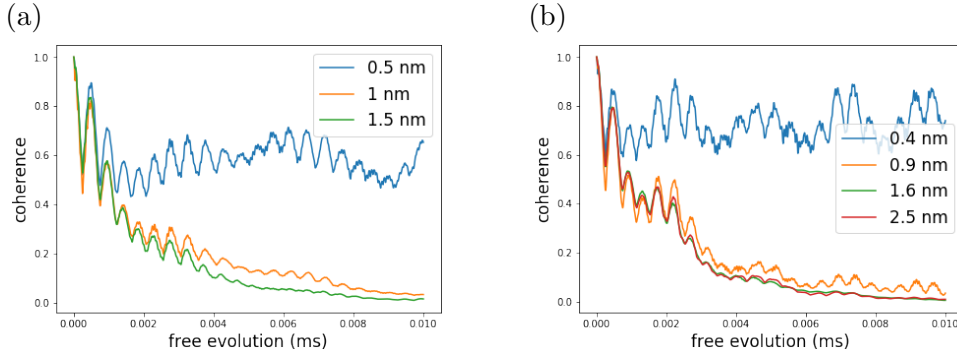 (a)
1.0
0.8
0.6
0.4
0.2
0.0
coherence
0.000
0.002
0.004
0.006
0.008
0.010
free evolution (ms)
0.5 nm
1 nm
1.5 nm
(b)
1.0
0.8
0.6
0.4
0.2
0.0
coherence
0.000
0.002
0.004
0.006
0.008
0.010
free evolution (ms)
0.4 nm
0.9 nm
1.6 nm
2.5 nm